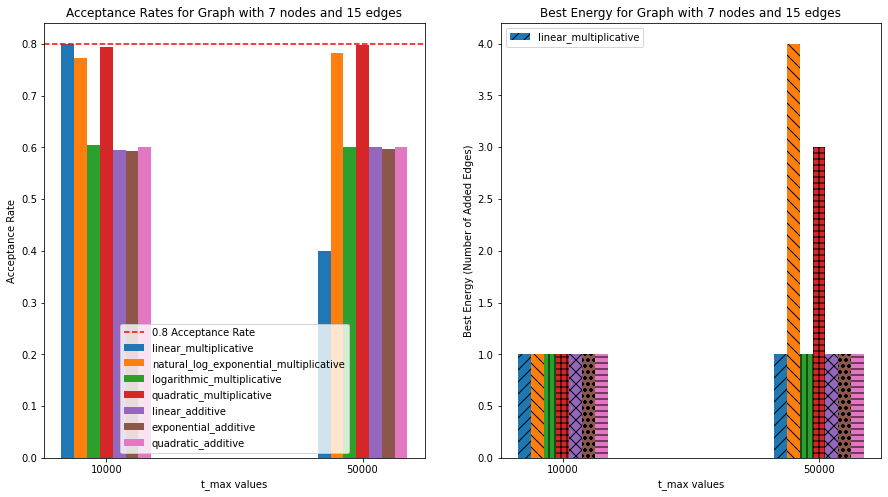 Acceptance Rates for Graph with 7 nodes and 15 edges
Acceptance Rate
0.8
0.7
0.6
0.5
0.4
0.3
0.2
0.1
0.0
0.8 Acceptance Rate
linear_multiplicative
natural_log_exponential_multiplicative
logarithmic_multiplicative
quadratic_multiplicative
linear_additive
exponential_additive
quadratic_additive
10000
50000
t_max values
Best Energy for Graph with 7 nodes and 15 edges
Best Energy (Number of Added Edges)
4.0
3.5
3.0
2.5
2.0
1.5
1.0
0.5
0.0
linear_multiplicative
10000
50000
t_max values